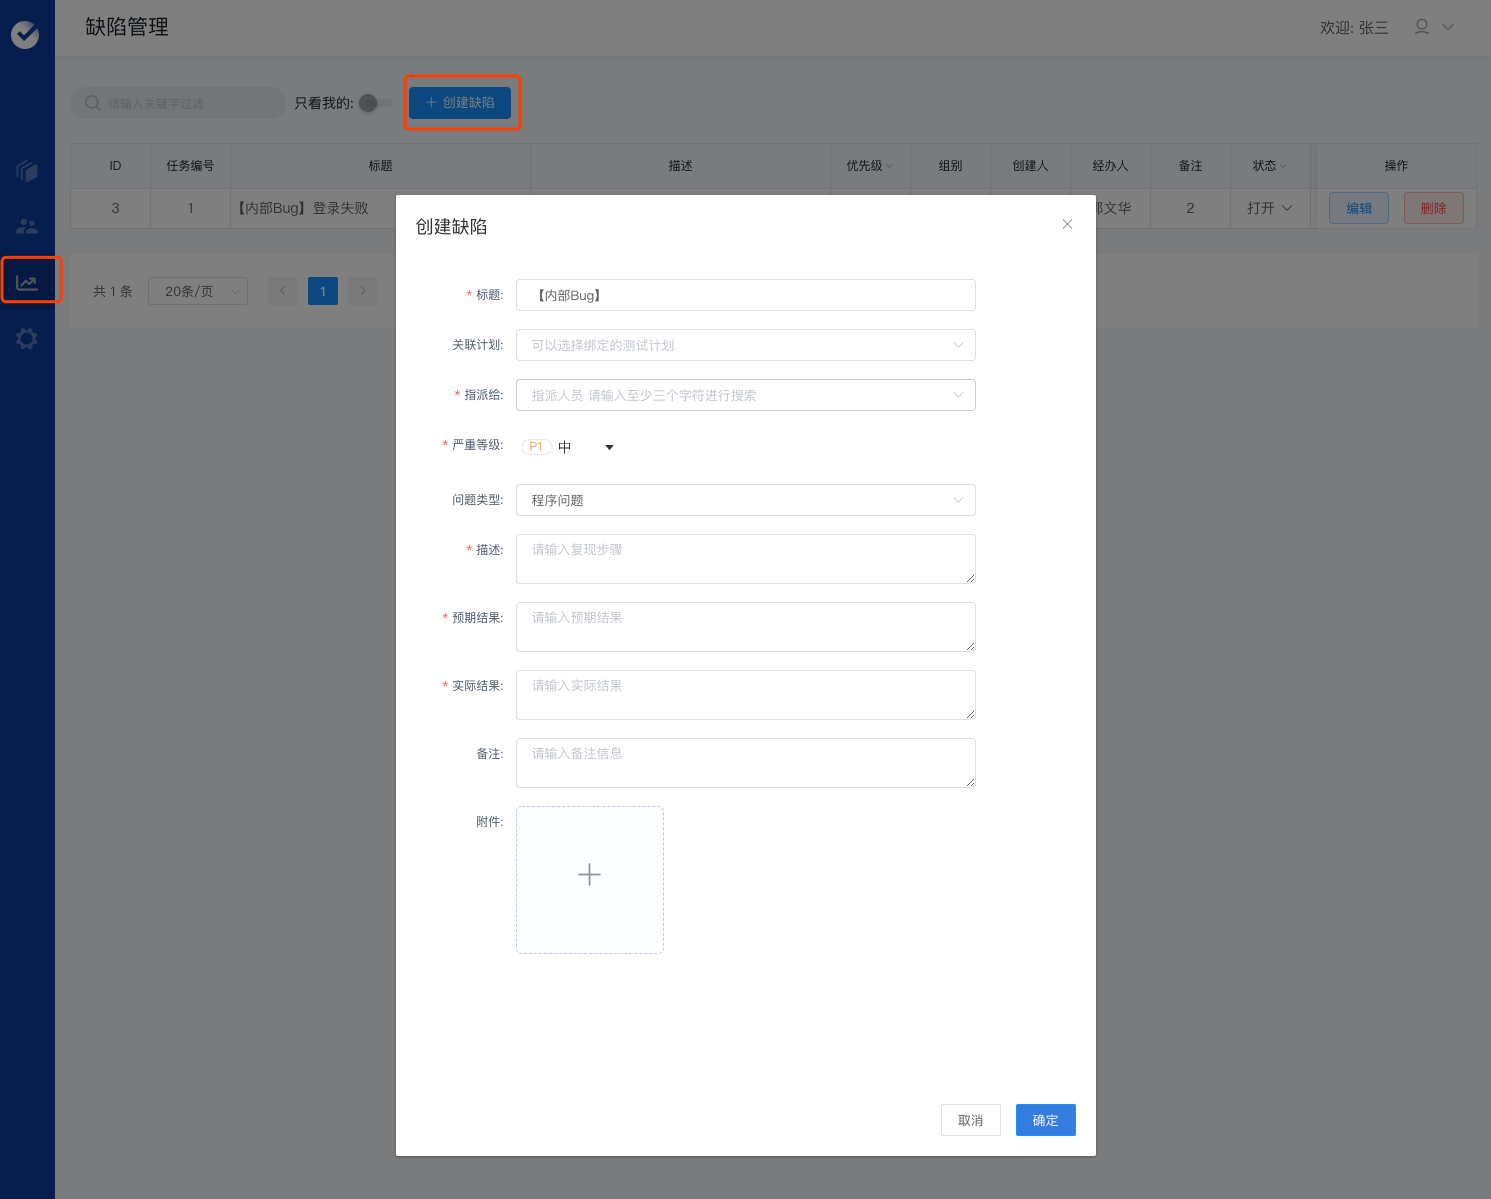 缺陷管理
欢迎: 张三
请输入关键字过滤
只看我的:
创建缺陷
ID 任务编号 标题 描述 优先级 组别 创建人 经办人 备注 状态 操作
3 1 【内部Bug】登录失败 文华 2 打开 编辑 删除
共 1 条 20条/页 1
创建缺陷
* 标题: 【内部Bug】
关联计划: 可以选择绑定的测试计划
* 指派给: 指派人员 请输入至少三个字符进行搜索
* 严重等级: P1 中
问题类型: 程序问题
* 描述: 请输入复现步骤
* 预期结果: 请输入预期结果
* 实际结果: 请输入实际结果
备注: 请输入备注信息
附件:
取消 确定